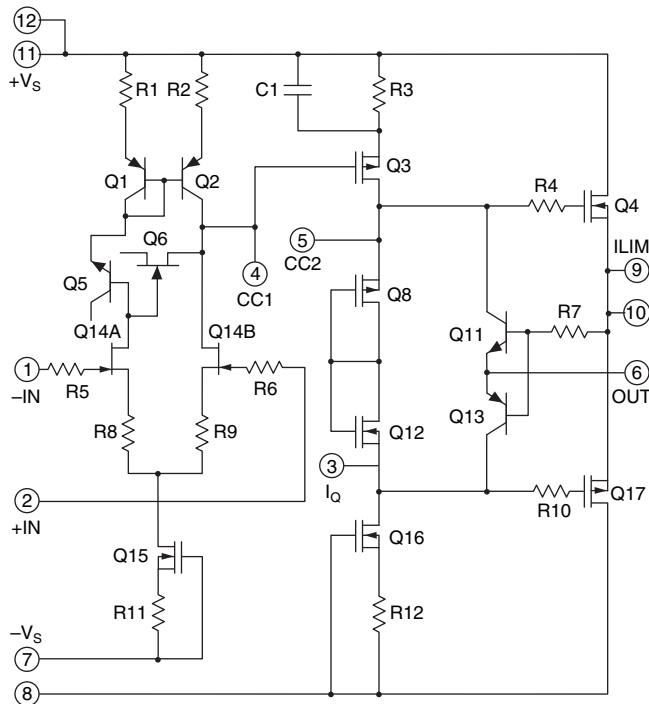 12
11
+VS
R1
R2
C1
R3
Q1
Q2
Q3
R4
Q4
Q5
Q6
4
CC1
5
CC2
Q8
ILIM
9
10
Q14A
Q14B
Q11
R7
1
–IN
R5
R6
6
OUT
Q13
R8
R9
Q12
3
IQ
2
+IN
R10
Q17
Q15
Q16
R11
R12
–VS
7
8